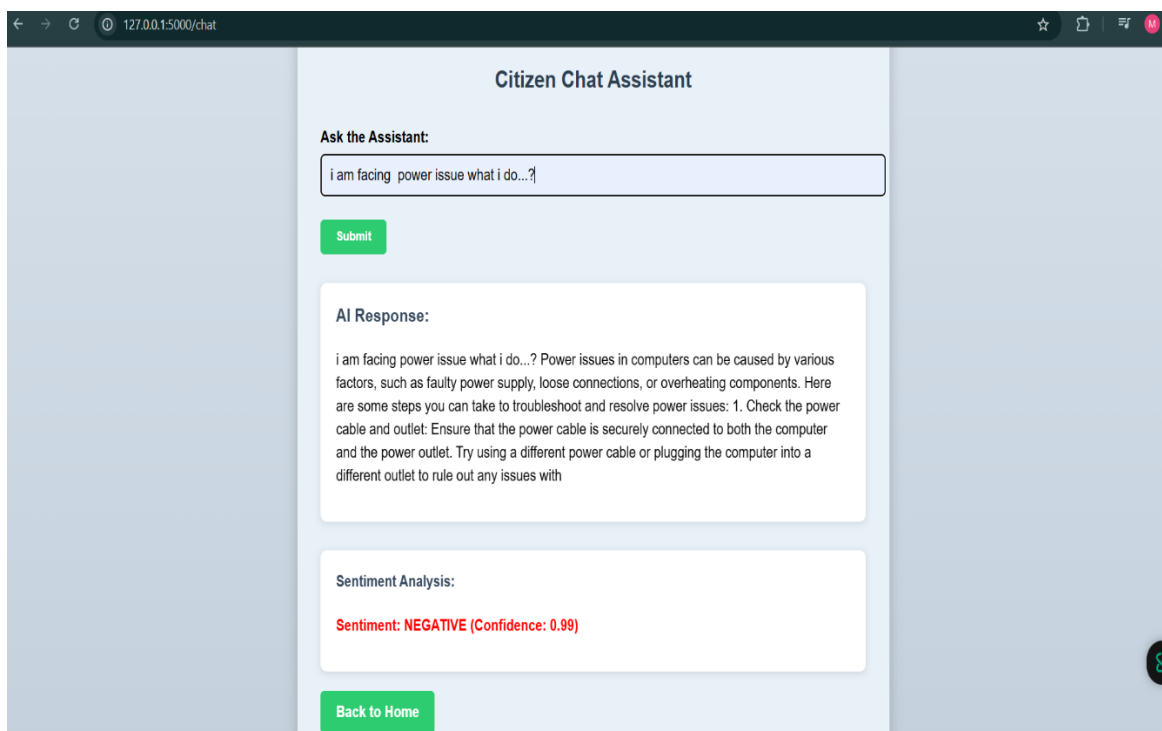 127.0.0.1:5000/chat
M
Citizen Chat Assistant
Ask the Assistant:
i am facing  power issue what i do...?
Submit
AI Response:
i am facing power issue what i do...? Power issues in computers can be caused by various
factors, such as faulty power supply, loose connections, or overheating components. Here
are some steps you can take to troubleshoot and resolve power issues: 1. Check the power
cable and outlet: Ensure that the power cable is securely connected to both the computer
and the power outlet. Try using a different power cable or plugging the computer into a
different outlet to rule out any issues with
Sentiment Analysis:
Sentiment: NEGATIVE (Confidence: 0.99)
Back to Home